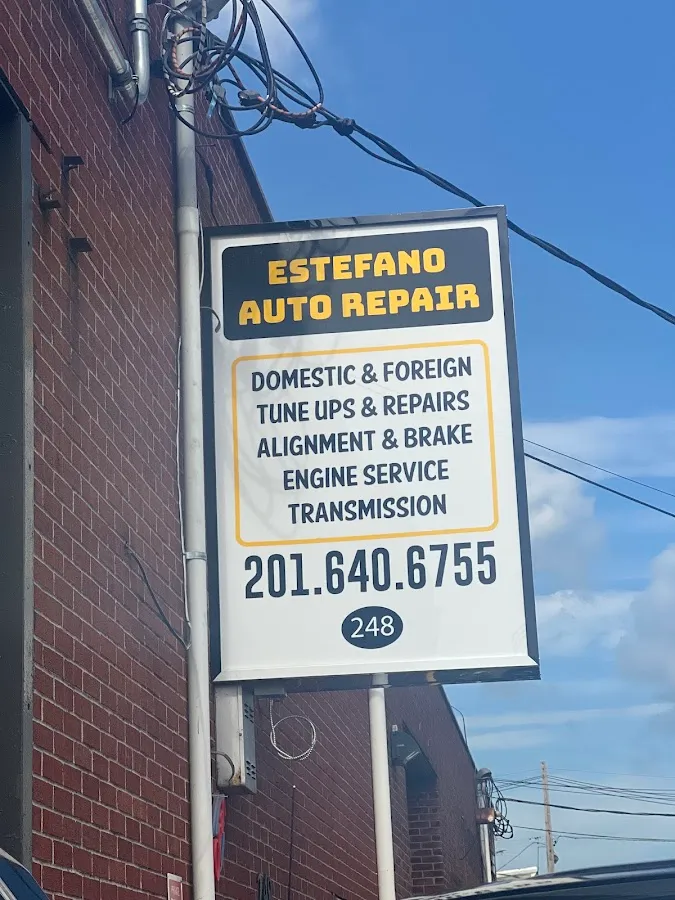 ESTEFANO
AUTO REPAIR
DOMESTIC & FOREIGN
TUNE UPS & REPAIRS
ALIGNMENT & BRAKE
ENGINE SERVICE
TRANSMISSION
201.640.6755
248